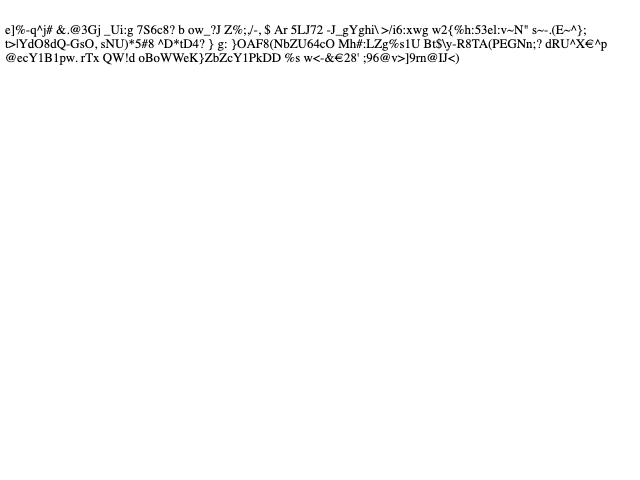 e]%-q^j# &.@3Gj _Ui:g 7S6c8? b ow_?J Z%;,/-, $ Ar 5LJ72 -J_gYghi\ >/i6:xwg w2{%h:53el:v~N" s~-.(E~^};
t>lYdO8dQ-GsO, sNU)*5#8 ^D*tD4? } g: }OAF8(NbZU64cO Mh#:LZg%s1U Bt$\y-R8TA(PEGNn;? dRU^X€^p
@ecY1B1pw. rTx QW!d oBoWWeK}ZbZcY1PkDD %s w<-&€28' ;96@v>]9rn@IJ<)